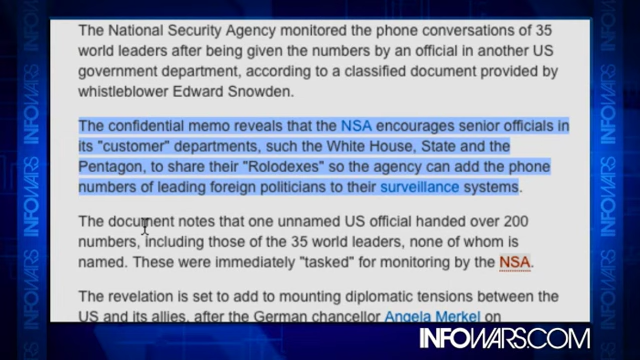 The National Security Agency monitored the phone conversations of 35
world leaders after being given the numbers by an official in another US
government department, according to a classified document provided by
whistleblower Edward Snowden.
The confidential memo reveals that the NSA encourages senior officials in
its "customer" departments, such the White House, State and the
Pentagon, to share their "Rolodexes" so the agency can add the phone
numbers of leading foreign politicians to their surveillance systems.
The document notes that one unnamed US official handed over 200
numbers, including those of the 35 world leaders, none of whom is
named. These were immediately "tasked" for monitoring by the NSA.
The revelation is set to add to mounting diplomatic tensions between the
US and its allies, after the German chancellor Angela Merkel on
INFOWARS
INFOWARS
INFOWARS
INFOWARS
INFOWARS.COM